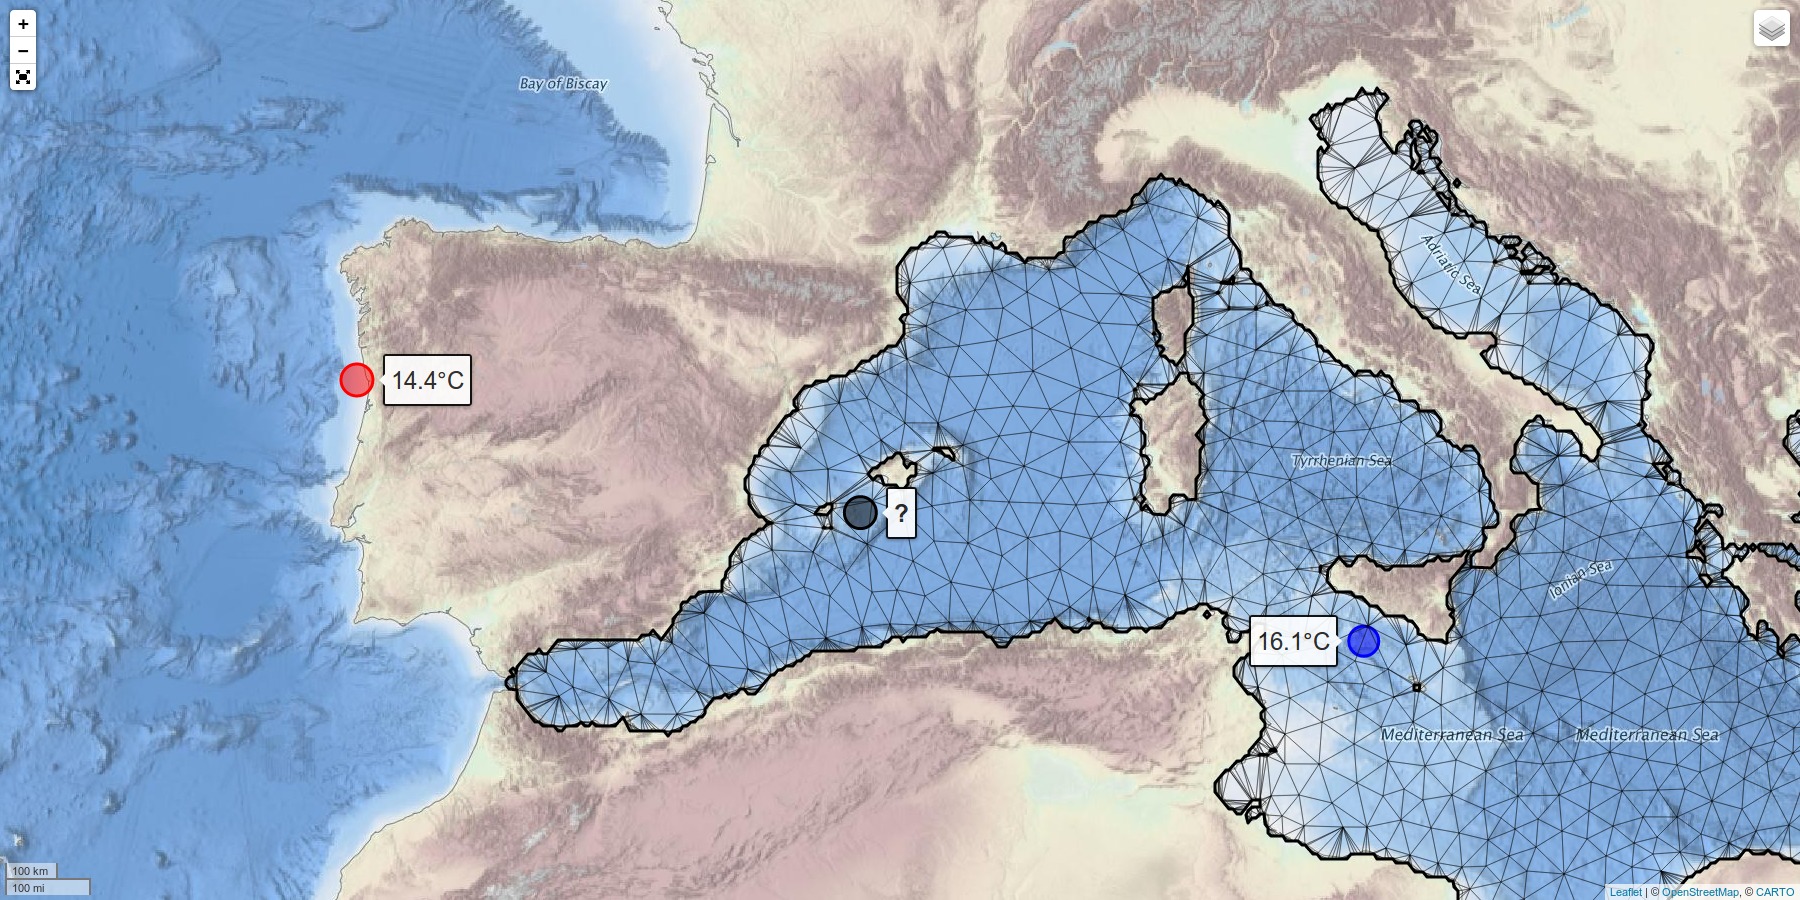 +
−
Bay of Biscay
Adriatic Sea
14.4°C
Tyrrhenian Sea
?
Ionian Sea
16.1°C
Mediterranean Sea
Mediterranean Sea
100 km
100 mi
Leaflet | © OpenStreetMap, © CARTO